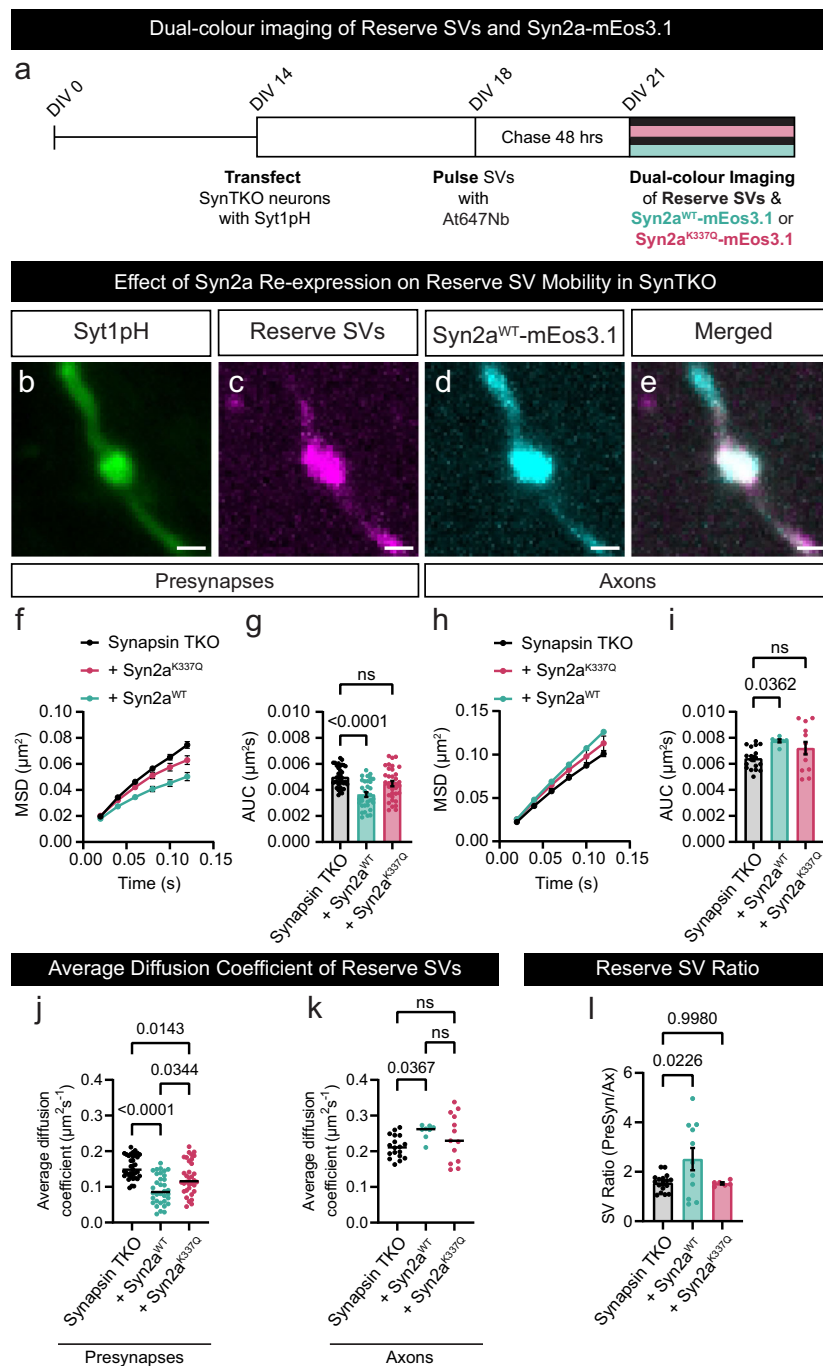 Dual-colour imaging of Reserve SVs and Syn2a-mEos3.1
a
DIV 0
DIV 14
DIV 18
DIV 21
Chase 48 hrs
Transfect
SynTKO neurons
with Syt1pH
Pulse SVs
with
At647Nb
Dual-colour Imaging
of Reserve SVs &
Syn2aWT-mEos3.1 or
Syn2aK337Q-mEos3.1
Effect of Syn2a Re-expression on Reserve SV Mobility in SynTKO
Syt1pH
Reserve SVs
Syn2aWT-mEos3.1
Merged
b
c
d
e
Presynapses
Axons
f
Synapsin TKO
+ Syn2aK337Q
+ Syn2aWT
MSD (µm²)
0.10
0.08
0.06
0.04
0.02
0.00
0.00 0.05 0.10 0.15
Time (s)
g
ns
<0.0001
AUC (µm²s)
0.010
0.008
0.006
0.004
0.002
0.000
Synapsin TKO
+ Syn2aWT
+ Syn2aK337Q
h
Synapsin TKO
+ Syn2aK337Q
+ Syn2aWT
MSD (µm²)
0.15
0.10
0.05
0.00
0.00 0.05 0.10 0.15
Time (s)
i
ns
0.0362
AUC (µm²s)
0.010
0.008
0.006
0.004
0.002
0.000
Synapsin TKO
+ Syn2aWT
+ Syn2aK337Q
Average Diffusion Coefficient of Reserve SVs
Reserve SV Ratio
j
0.0143
0.0344
<0.0001
Average diffusion
coefficient (µm²s⁻¹)
0.4
0.3
0.2
0.1
0.0
Synapsin TKO
+ Syn2aWT
+ Syn2aK337Q
Presynapses
k
ns
ns
0.0367
Average diffusion
coefficient (µm²s⁻¹)
0.4
0.3
0.2
0.1
0.0
Synapsin TKO
+ Syn2aWT
+ Syn2aK337Q
Axons
l
0.9980
0.0226
SV Ratio (PreSyn/Ax)
6
4
2
0
Synapsin TKO
+ Syn2aWT
+ Syn2aK337Q